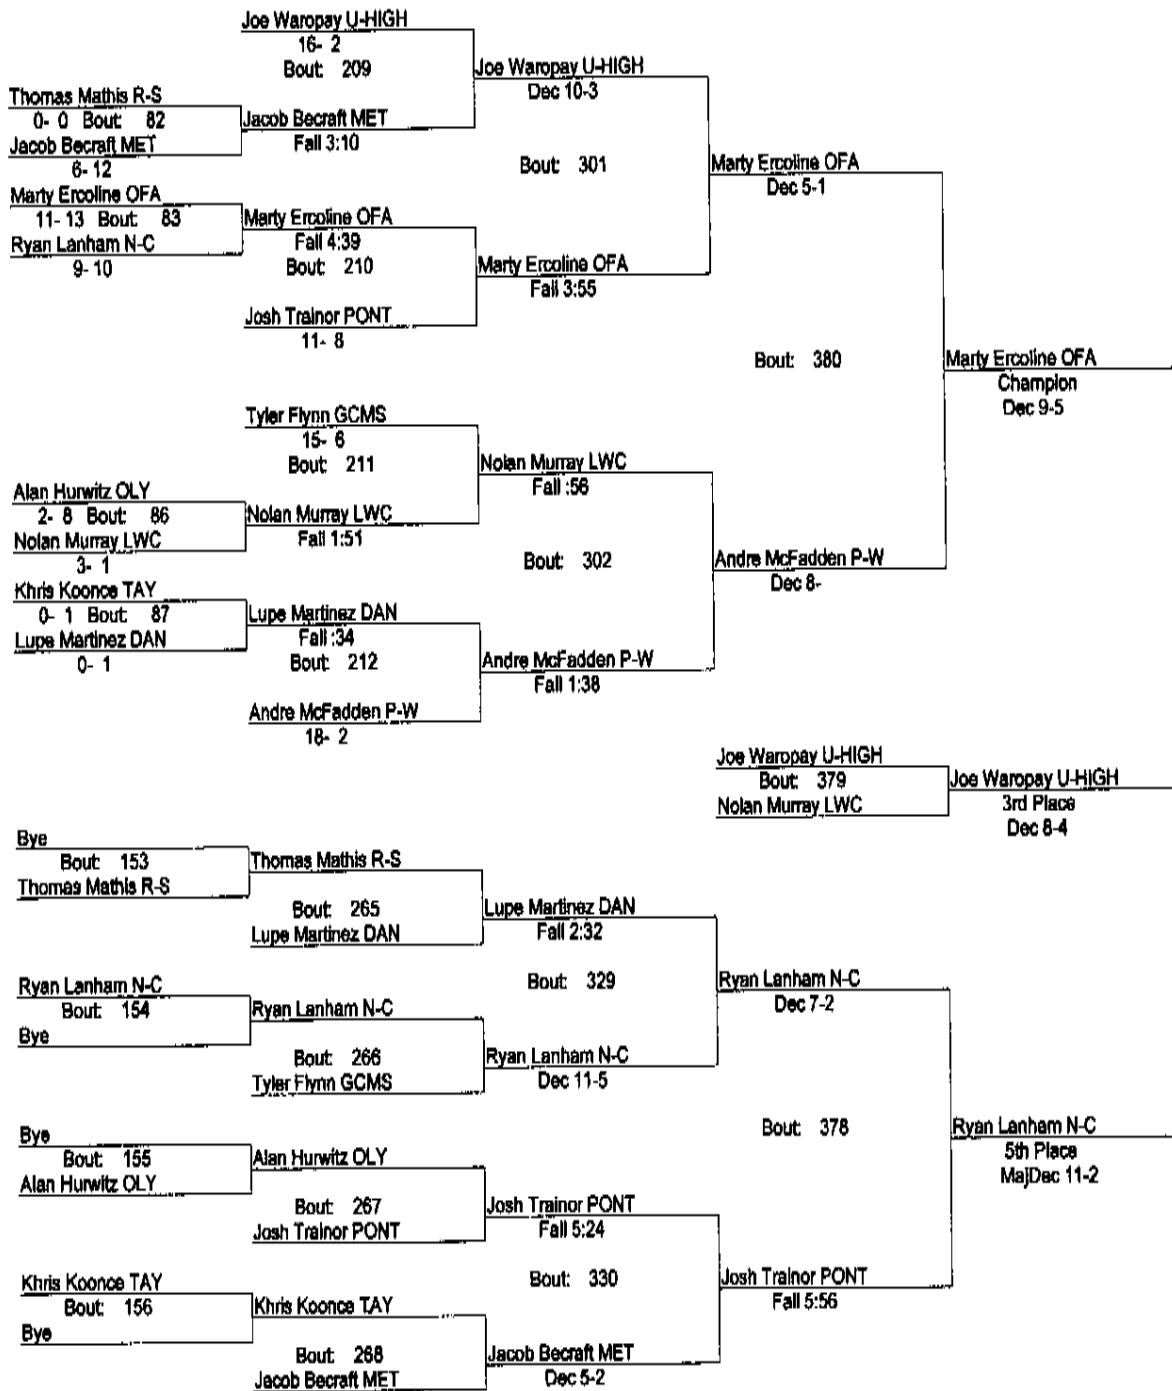 Joe Waropay U-HIGH
16- 2
Bout: 209
Joe Waropay U-HIGH
Dec 10-3
Thomas Mathis R-S
0- 0 Bout: 82
Jacob Becraft MET
6- 12
Jacob Becraft MET
Fall 3:10
Bout: 301
Marty Ercoline OFA
Dec 5-1
Marty Ercoline OFA
11- 13 Bout: 83
Ryan Lanham N-C
9- 10
Marty Ercoline OFA
Fall 4:39
Bout: 210
Marty Ercoline OFA
Fall 3:55
Josh Trainor PONT
11- 8
Bout: 380
Marty Ercoline OFA
Champion
Dec 9-5
Tyler Flynn GCMS
15- 6
Bout: 211
Nolan Murray LWC
Fall :56
Alan Hurwitz OLY
2- 8 Bout: 86
Nolan Murray LWC
3- 1
Nolan Murray LWC
Fall 1:51
Bout: 302
Andre McFadden P-W
Dec 8-
Khris Koonce TAY
0- 1 Bout: 87
Lupe Martinez DAN
0- 1
Lupe Martinez DAN
Fall :34
Bout: 212
Andre McFadden P-W
Fall 1:38
Andre McFadden P-W
18- 2
Joe Waropay U-HIGH
Bout: 379
Nolan Murray LWC
Joe Waropay U-HIGH
3rd Place
Dec 8-4
Bye
Bout: 153
Thomas Mathis R-S
Thomas Mathis R-S
Bout: 265
Lupe Martinez DAN
Lupe Martinez DAN
Fall 2:32
Bout: 329
Ryan Lanham N-C
Dec 7-2
Ryan Lanham N-C
Bout: 154
Bye
Ryan Lanham N-C
Bout: 266
Tyler Flynn GCMS
Ryan Lanham N-C
Dec 11-5
Bout: 378
Ryan Lanham N-C
5th Place
MajDec 11-2
Bye
Bout: 155
Alan Hurwitz OLY
Alan Hurwitz OLY
Bout: 267
Josh Trainor PONT
Josh Trainor PONT
Fall 5:24
Bout: 330
Josh Trainor PONT
Fall 5:56
Khris Koonce TAY
Bout: 156
Bye
Khris Koonce TAY
Bout: 268
Jacob Becraft MET
Jacob Becraft MET
Dec 5-2